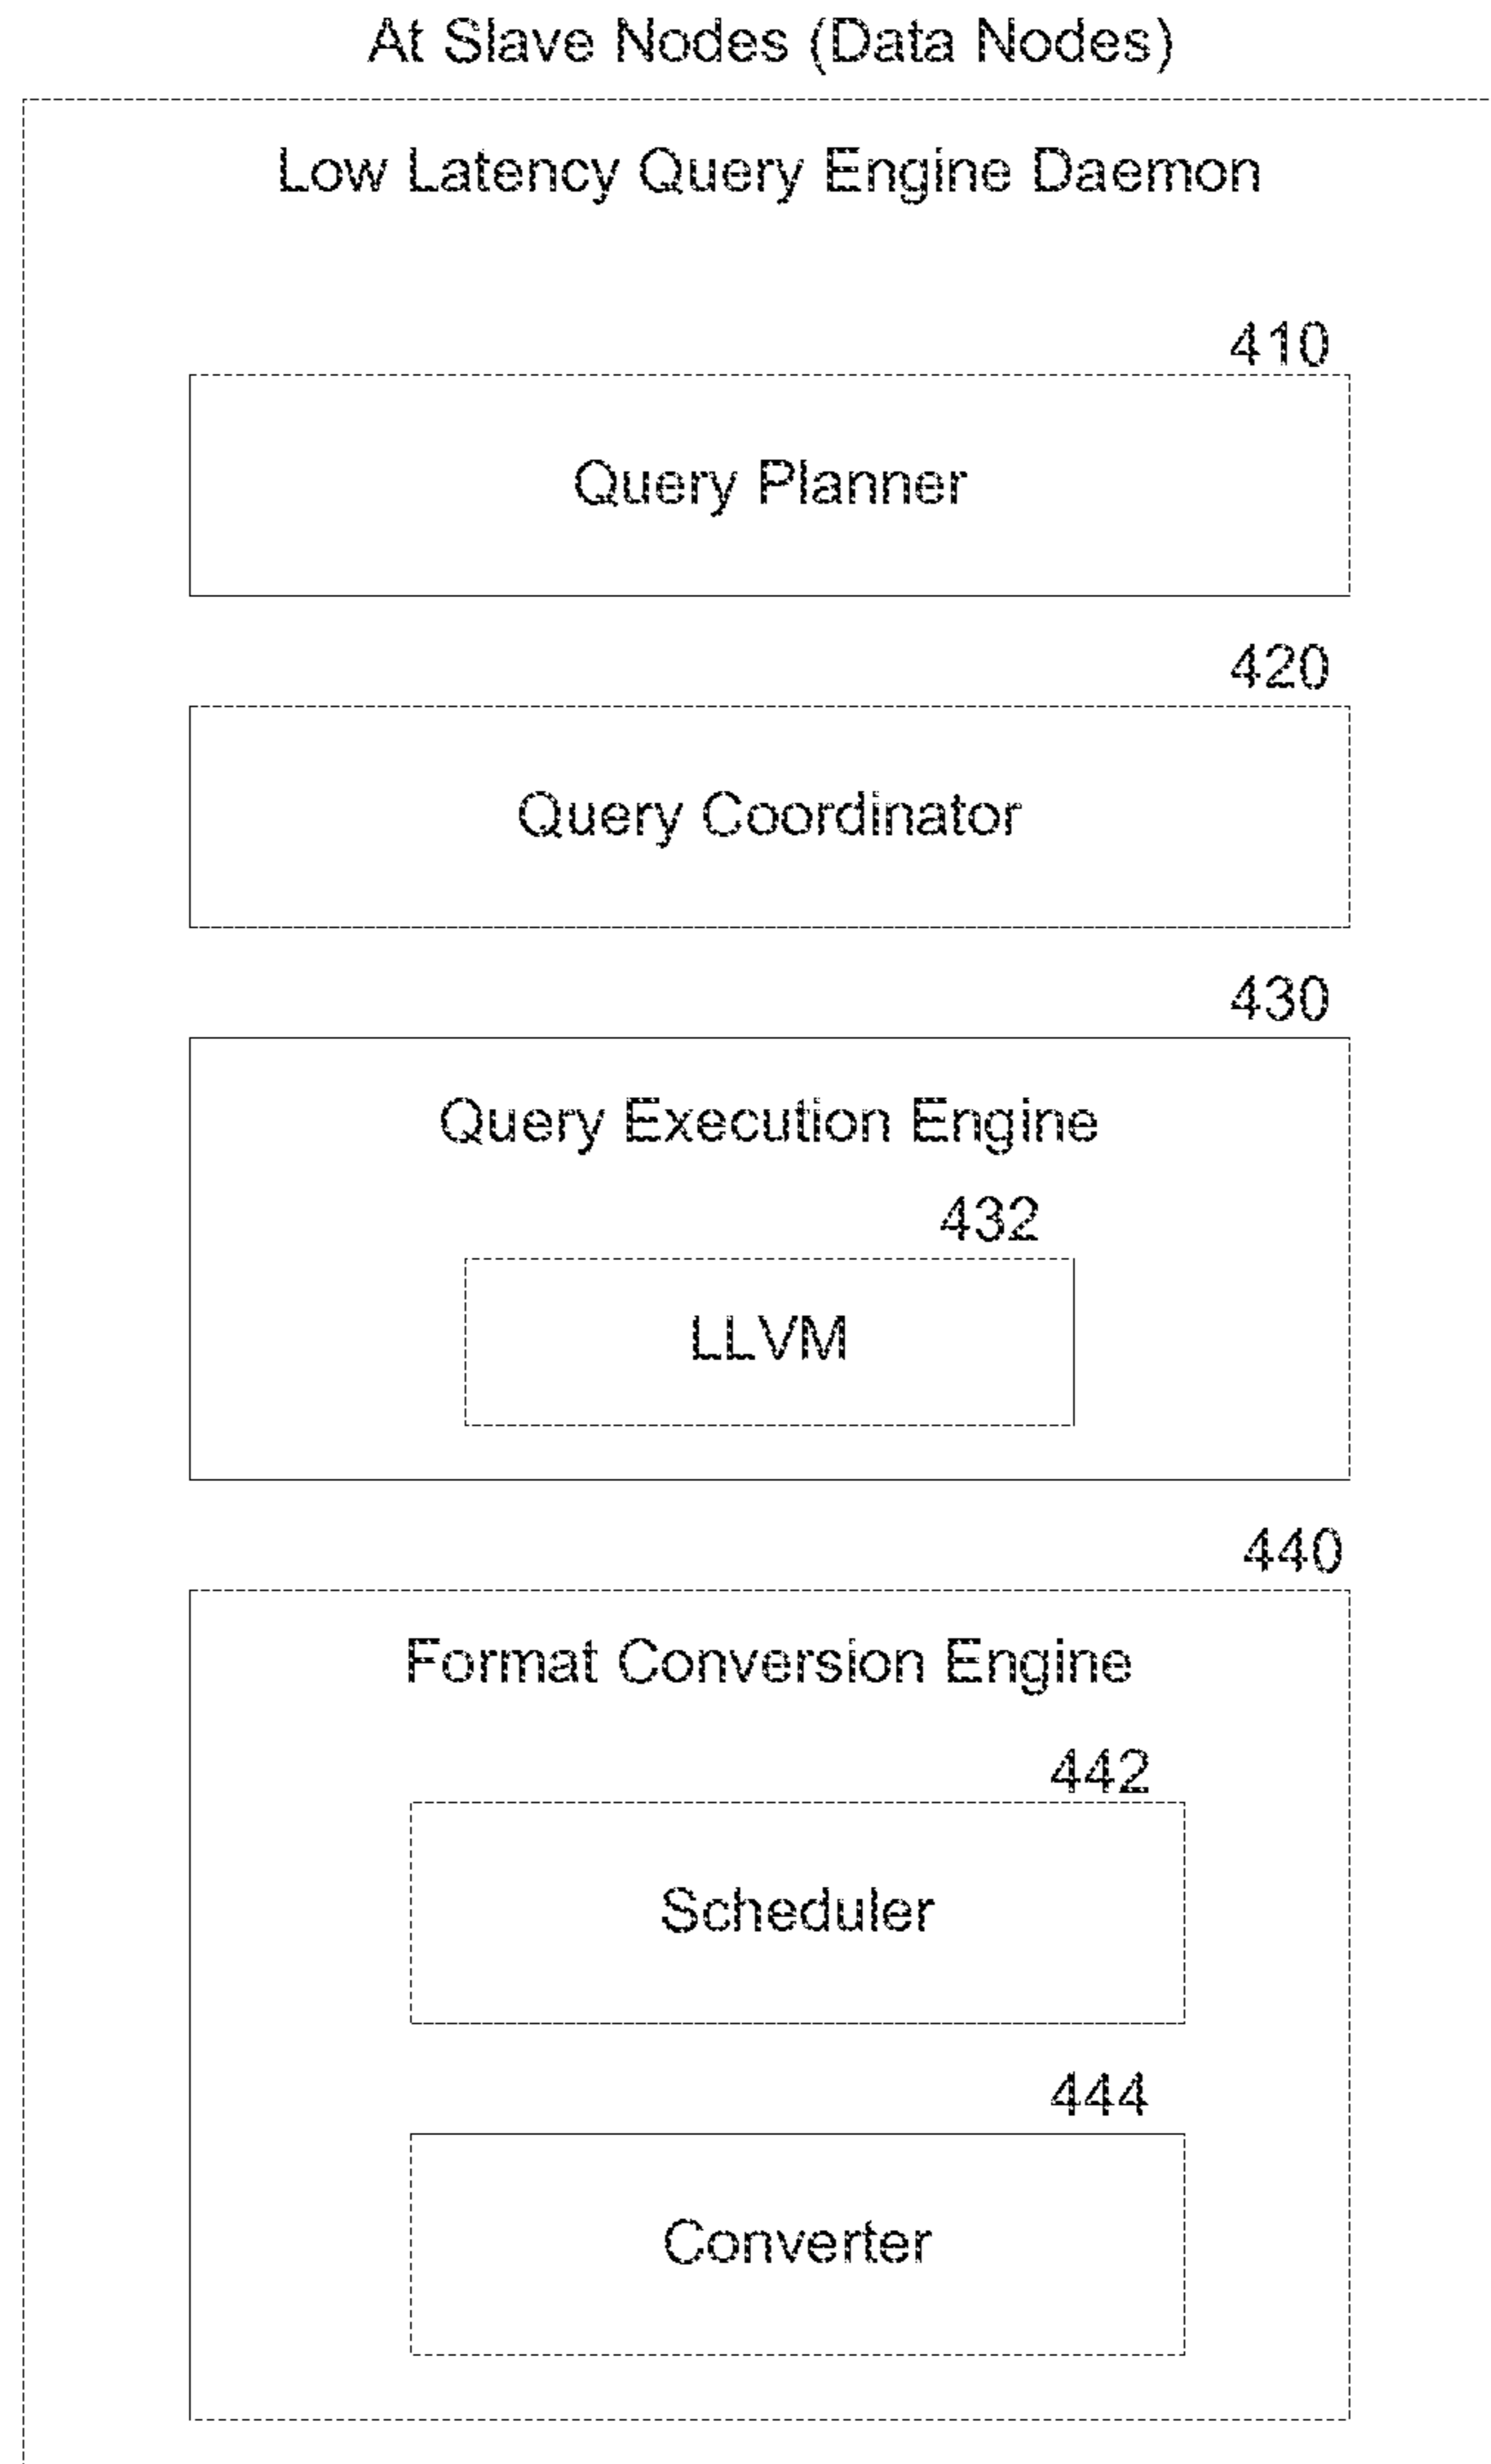 At Slave Nodes (Data Nodes)
Low Latency Query Engine Daemon
410
Query Planner
420
Query Coordinator
430
Query Execution Engine
432
LLVM
440
Format Conversion Engine
442
Scheduler
444
Converter